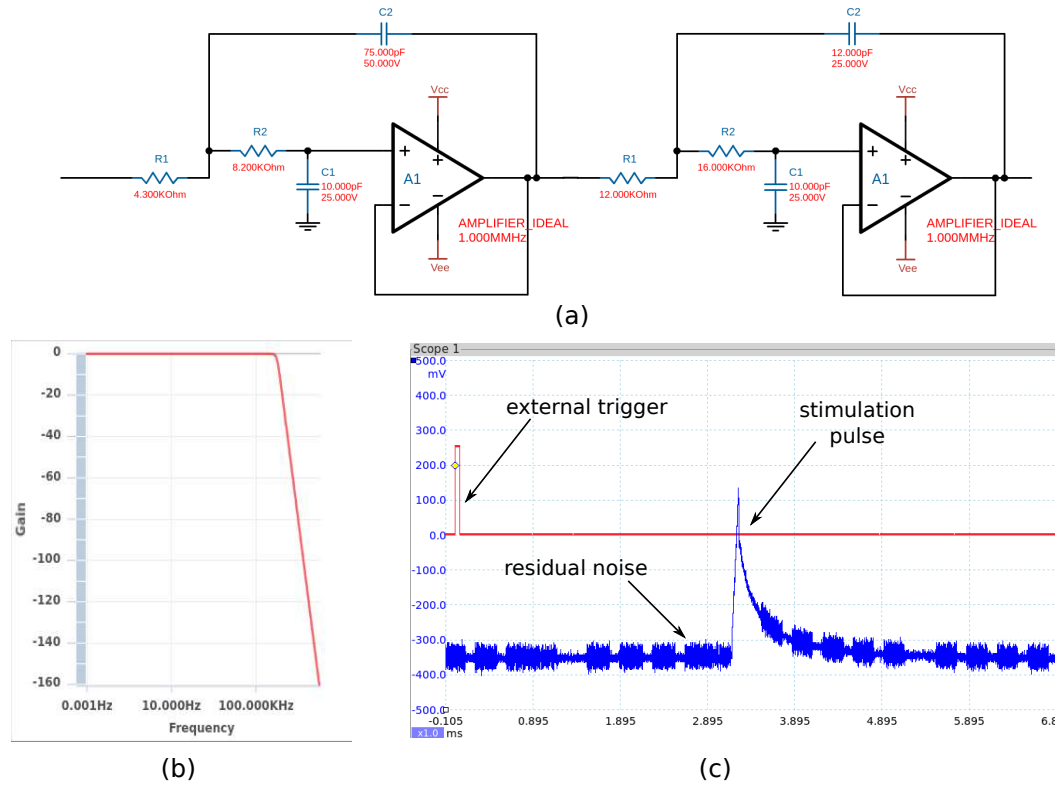 C2
75.000pF
50.000V
C2
12.000pF
25.000V
Vcc
Vcc
R2
8.200KOhm
R2
16.000KOhm
R1
4.300KOhm
C1
10.000pF
25.000V
+
+
−
A1
R1
12.000KOhm
C1
10.000pF
25.000V
+
+
−
A1
AMPLIFIER_IDEAL
1.000MMHz
AMPLIFIER_IDEAL
1.000MMHz
Vee
Vee
(a)
0
-20
-40
-60
-80
-100
-120
-140
-160
Gain
0.001Hz
10.000Hz
100.000KHz
Frequency
(b)
Scope 1
500.0
mV
400.0
300.0
200.0
100.0
0.0
-100.0
-200.0
-300.0
-400.0
-500.0
external trigger
stimulation
pulse
residual noise
-0.105
0.895
1.895
2.895
3.895
4.895
5.895
6.8
x1.0
ms
(c)